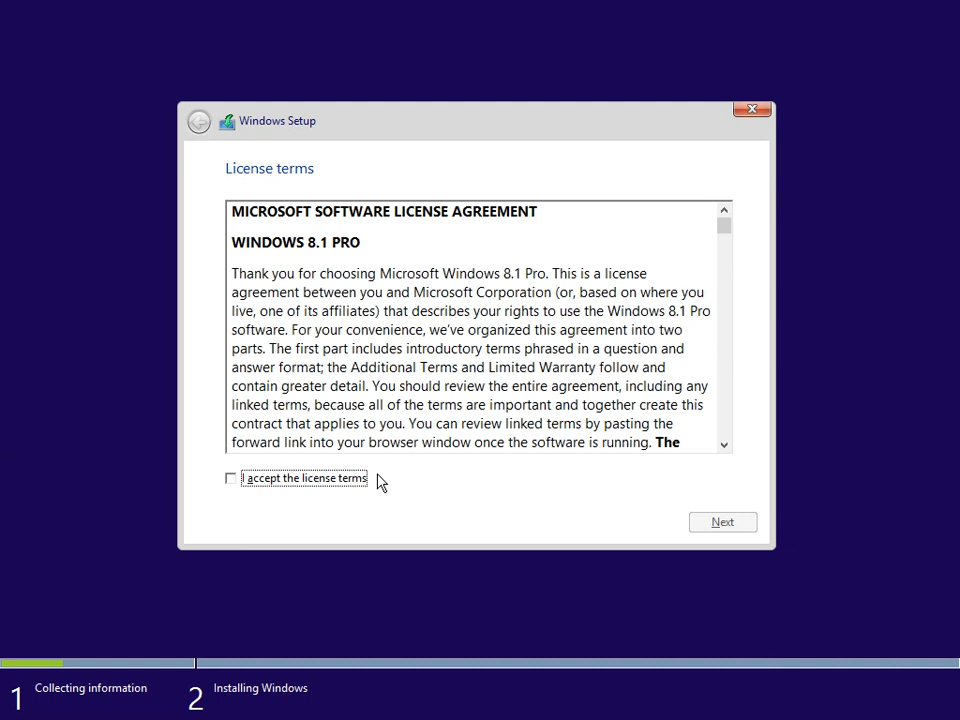 Windows Setup
License terms
MICROSOFT SOFTWARE LICENSE AGREEMENT
WINDOWS 8.1 PRO
Thank you for choosing Microsoft Windows 8.1 Pro. This is a license
agreement between you and Microsoft Corporation (or, based on where you
live, one of its affiliates) that describes your rights to use the Windows 8.1 Pro
software. For your convenience, we've organized this agreement into two
parts. The first part includes introductory terms phrased in a question and
answer format; the Additional Terms and Limited Warranty follow and
contain greater detail. You should review the entire agreement, including any
linked terms, because all of the terms are important and together create this
contract that applies to you. You can review linked terms by pasting the
forward link into your browser window once the software is running. The
I accept the license terms
Next
1 Collecting information
2 Installing Windows